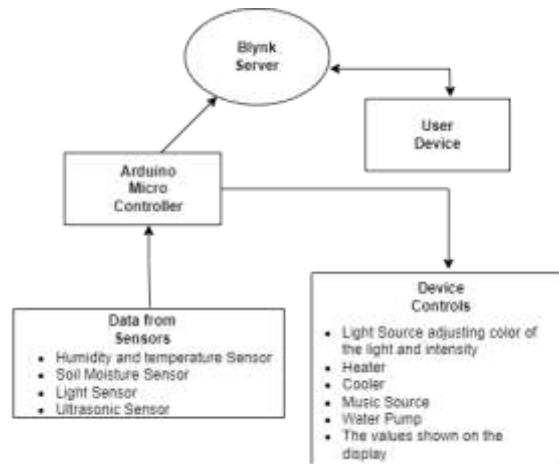 Blynk
Server
User
Device
Arduino
Micro
Controller
Data from
Sensors
• Humidity and temperature Sensor
• Soil Moisture Sensor
• Light Sensor
• Ultrasonic Sensor
Device
Controls
• Light Source adjusting color of
the light and intensity
• Heater
• Cooler
• Music Source
• Water Pump
• The values shown on the
display